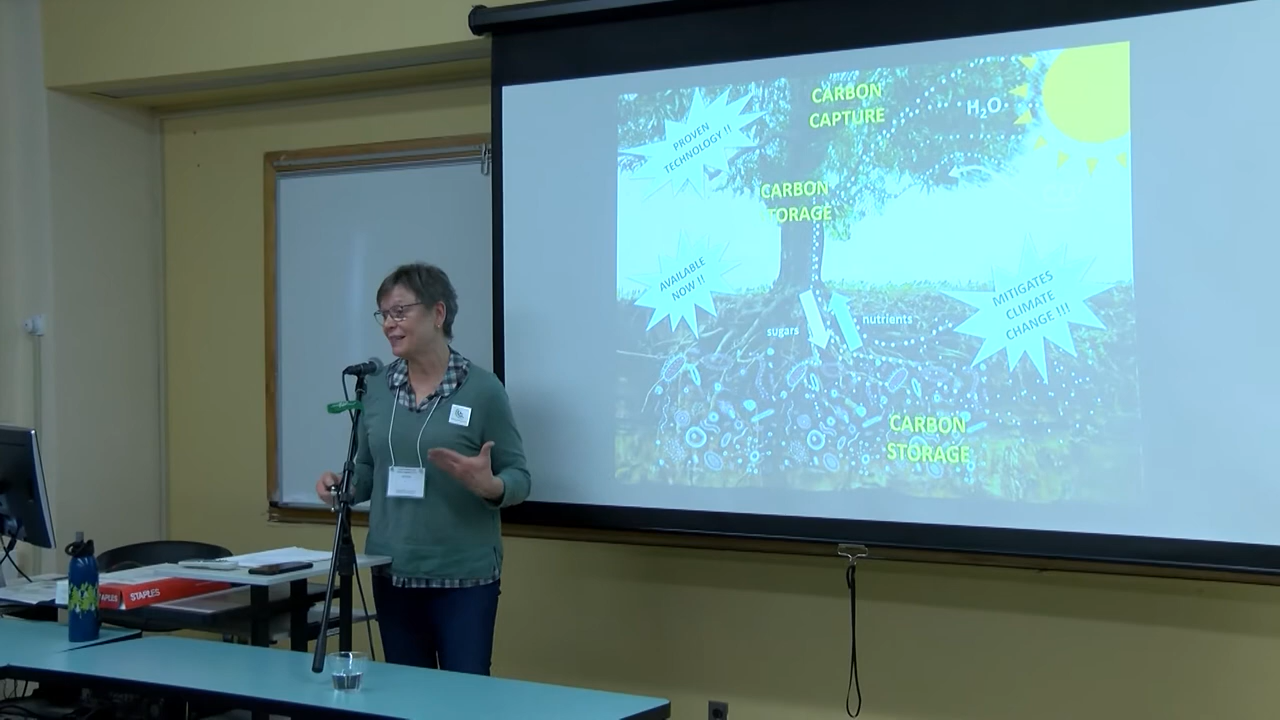 CARBON
CAPTURE
H2O
PROVEN
TECHNOLOGY !!
CARBON
STORAGE
AVAILABLE
NOW !!
MITIGATES
CLIMATE
CHANGE !!!
sugars
nutrients
CARBON
STORAGE
STAPLES